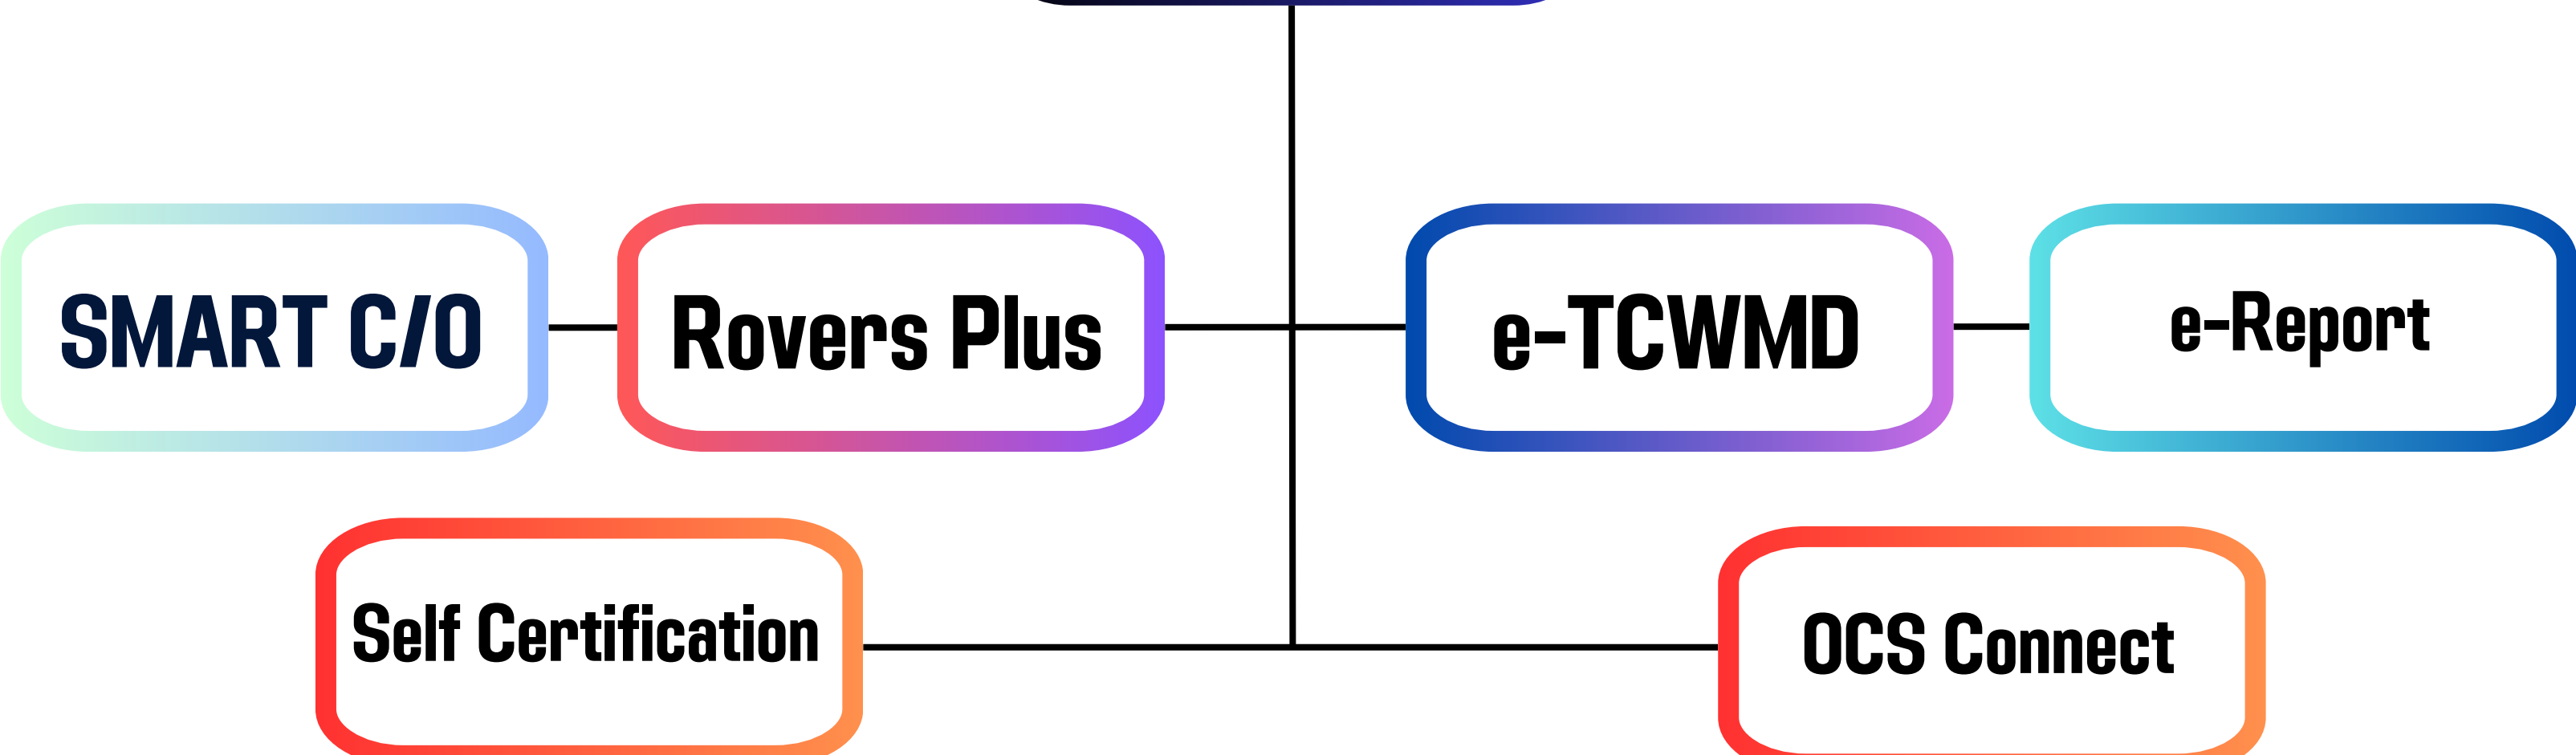 SMART C/O
Rovers Plus
e-TCWMD
e-Report
Self Certification
OCS Connect